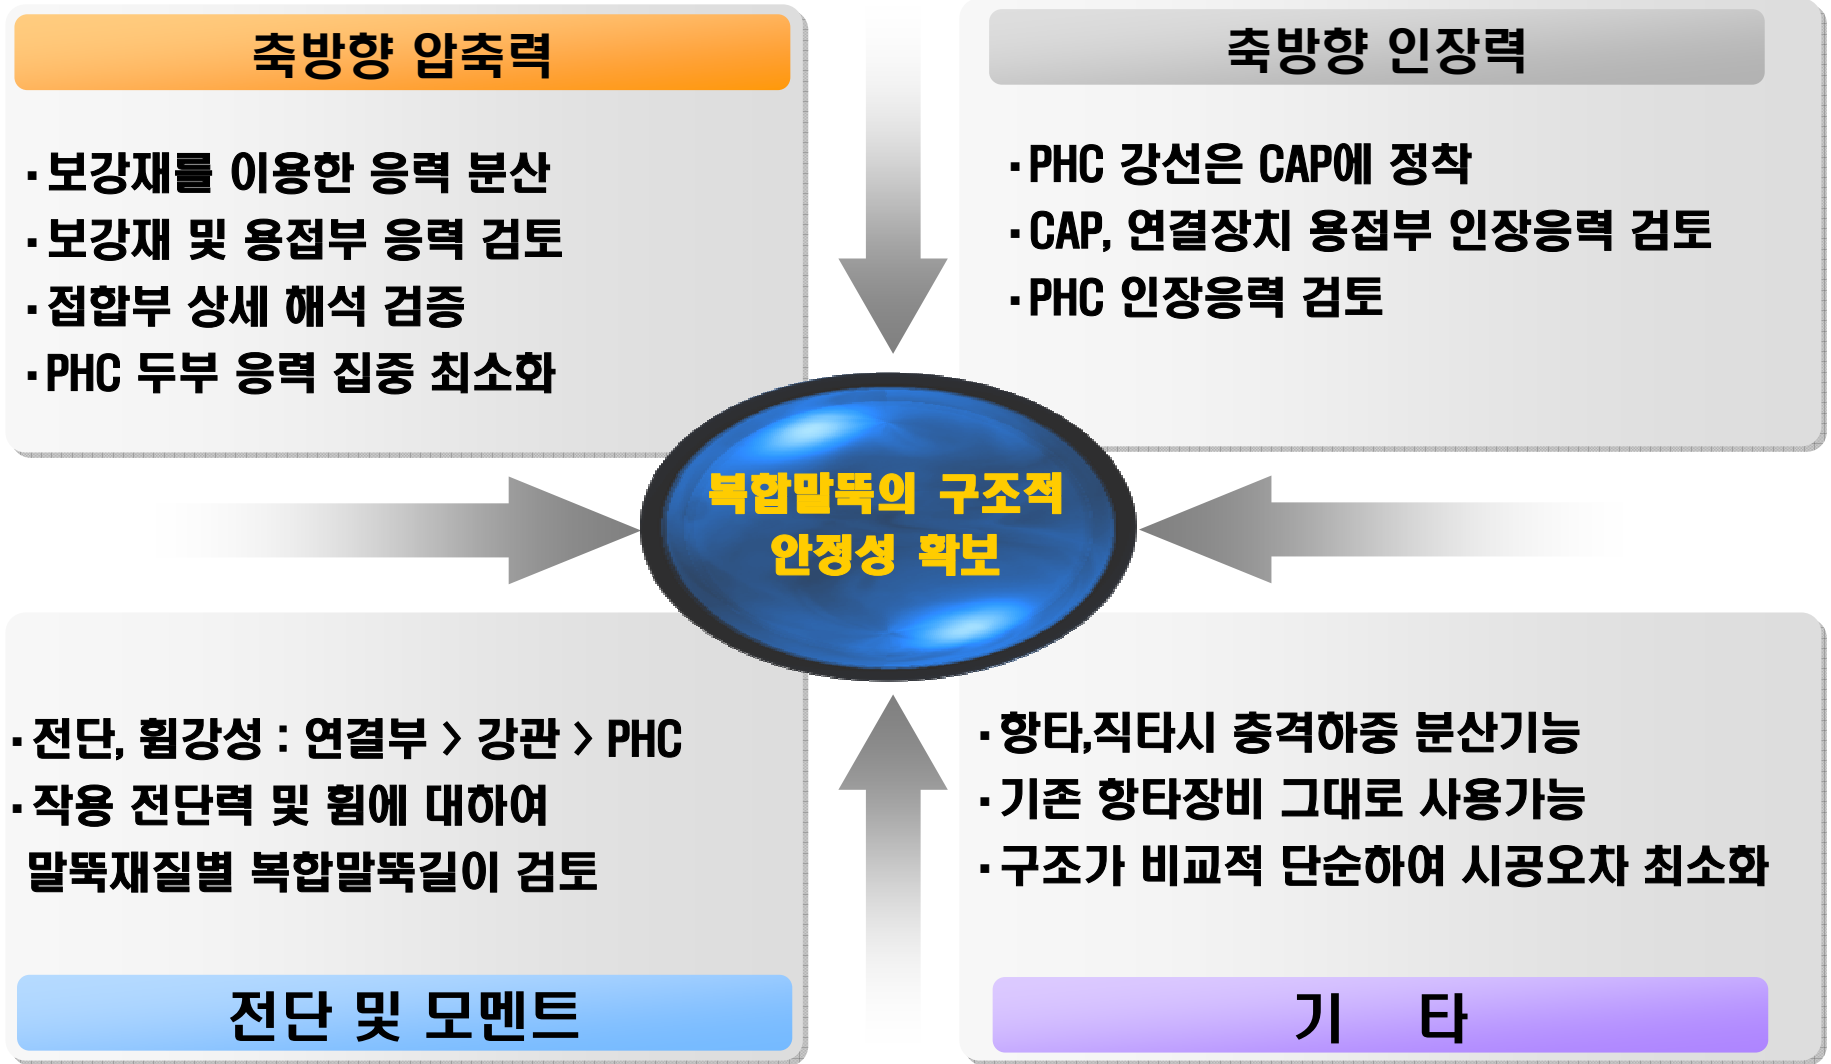 축방향 압축력
· 보강재를 이용한 응력 분산
· 보강재 및 용접부 응력 검토
· 접합부 상세 해석 검증
· PHC 두부 응력 집중 최소화
축방향 인장력
· PHC 강선은 CAP에 정착
· CAP, 연결장치 용접부 인장응력 검토
· PHC 인장응력 검토
복합말뚝의 구조적
안정성 확보
· 전단, 휨강성 : 연결부 > 강관 > PHC
· 작용 전단력 및 휨에 대하여
말뚝재질별 복합말뚝길이 검토
전단 및 모멘트
· 항타,직타시 충격하중 분산기능
· 기존 항타장비 그대로 사용가능
· 구조가 비교적 단순하여 시공오차 최소화
기 타